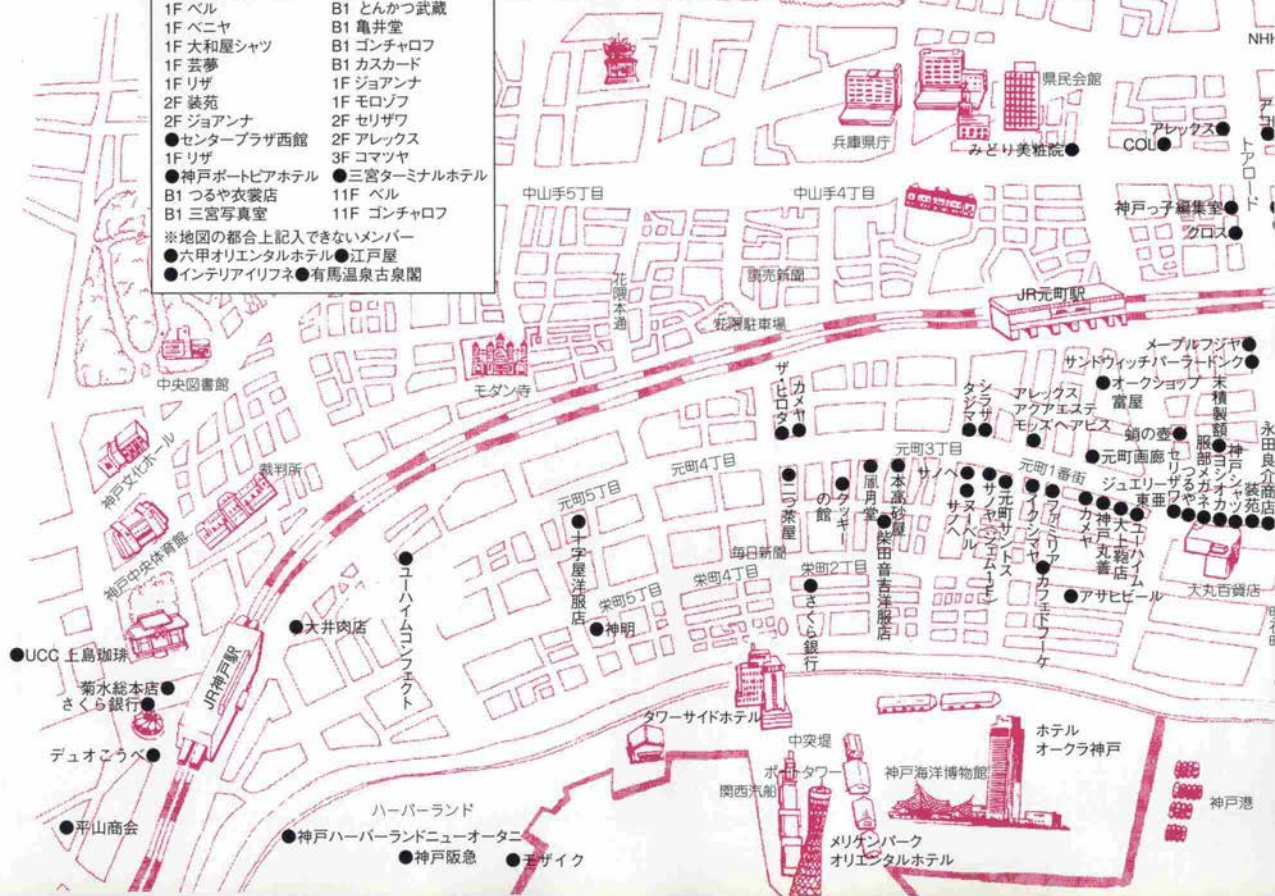 1F ベル
1F ベニヤ
1F 大和屋シャツ
1F 芸夢
1F リザ
2F 装苑
2F ジョアンナ
●センタープラザ西館
1F リザ
●神戸ポートピアホテル
B1 つるや衣裳店
B1 三宮写真室
B1 とんかつ武蔵
B1 亀井堂
B1 ゴンチャロフ
B1 カスカード
1F ジョアンナ
1F モロゾフ
2F セリザワ
2F アレックス
3F コマツヤ
●三宮ターミナルホテル
11F ベル
11F ゴンチャロフ
※地図の都合上記入できないメンバー
●六甲オリエンタルホテル●江戸屋
●インテリアイリフネ●有馬温泉古泉閣
兵庫県庁
県民会館
みどり美粧院●
COL●
アレックス●
トアロード
神戸っ子編集室●
クロス●
中山手5丁目
中山手4丁目
花隈本通
読売新聞
花隈駐車場
JR元町駅
中央図書館
モダン寺
メープルフジヤ●
サンドウィッチパーラードンク●
●オークショップ
富屋
末積製額
永田良介商店
ザ・ヒロタ
カメヤ
タジマ
シラサ
アレックス
アクアエステ
モッズヘアビス
蛸の壺●
●元町画廊
神戸文化ホール
裁判所
神戸中央体育館
元町5丁目
元町4丁目
元町3丁目
元町1番街
ジュエリー
東亜
セリザワ
つるや
服部メガネ
ヨシオカ
神戸シャツ
装苑
二つ茶屋
クッキー
の館
凮月堂
本高砂屋
柴田音吉洋服店
サノヘ
ヌーベル
サノヘ
サノヤ(ジェムート)
元町サントス
イクシマヤ
ファミリア
カメヤ
神戸丸善
大上鞄店
ユーハイム
大丸百貨店
カフェドフーケ
●アサヒビール
毎日新聞
十字屋洋服店
栄町5丁目
栄町4丁目
栄町2丁目
さくら銀行
●神明
●大井肉店
ユーハイムコンフェクト
●UCC 上島珈琲
菊水総本店●
さくら銀行●
JR神戸駅
デュオこうべ●
●平山商会
ハーバーランド
●神戸ハーバーランドニューオータニ
●神戸阪急
●モザイク
タワーサイドホテル
中突堤
ポートタワー
関西汽船
神戸海洋博物館
ホテル
オークラ神戸
メリケンパーク
オリエンタルホテル
神戸港